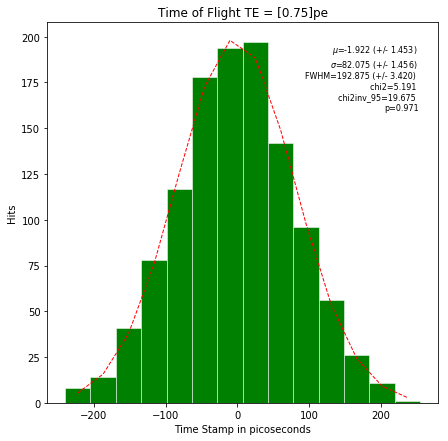 Time of Flight TE = [0.75]pe
μ=-1.922 (+/- 1.453)
σ=82.075 (+/- 1.456)
FWHM=192.875 (+/- 3.420)
chi2=5.191
chi2inv_95=19.675
p=0.971
200
175
150
125
100
75
50
25
0
Hits
−200
−100
0
100
200
Time Stamp in picoseconds